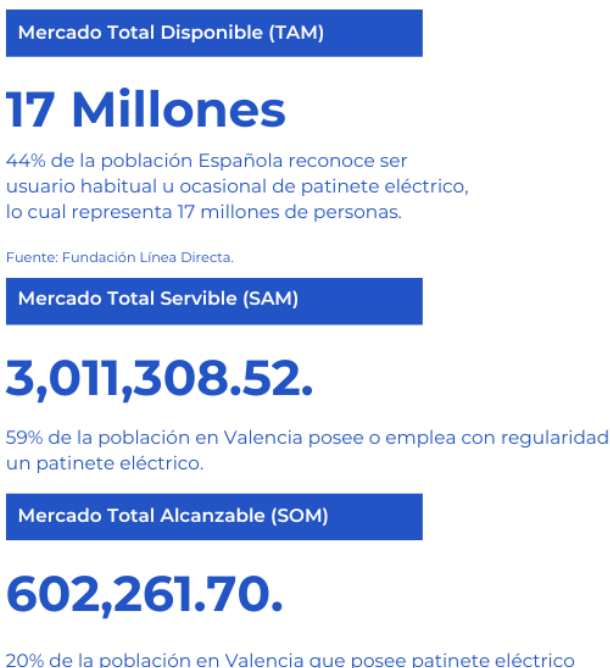 Mercado Total Disponible (TAM)
17 Millones
44% de la población Española reconoce ser
usuario habitual u ocasional de patinete eléctrico,
lo cual representa 17 millones de personas.
Fuente: Fundación Línea Directa.
Mercado Total Servible (SAM)
3,011,308.52.
59% de la población en Valencia posee o emplea con regularidad
un patinete eléctrico.
Mercado Total Alcanzable (SOM)
602,261.70.
20% de la población en Valencia que posee patinete eléctrico